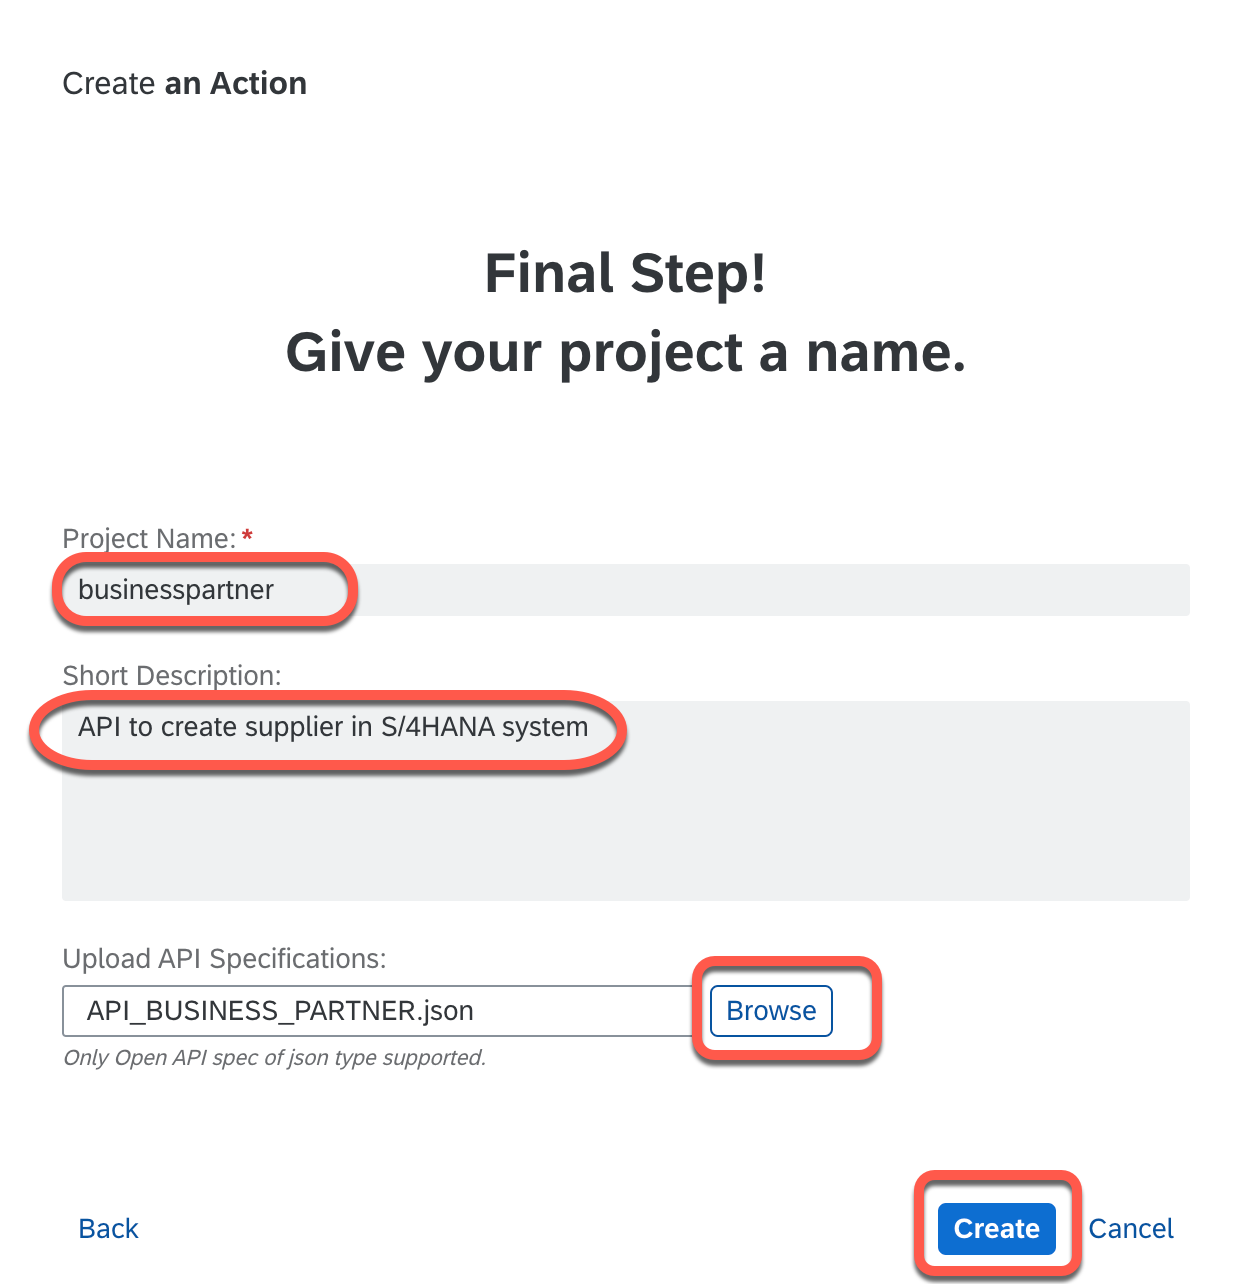 Create an Action
Final Step!
Give your project a name.
Project Name: *
businesspartner
Short Description:
API to create supplier in S/4HANA system
Upload API Specifications:
API_BUSINESS_PARTNER.json
Browse
Only Open API spec of json type supported.
Back
Create
Cancel